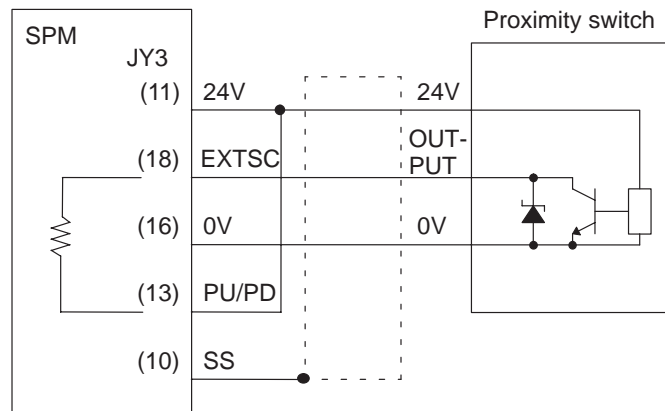 Proximity switch
SPM
JY3
(11) 24V 24V
(18) EXTSC OUT-
PUT
(16) 0V 0V
(13) PU/PD
(10) SS